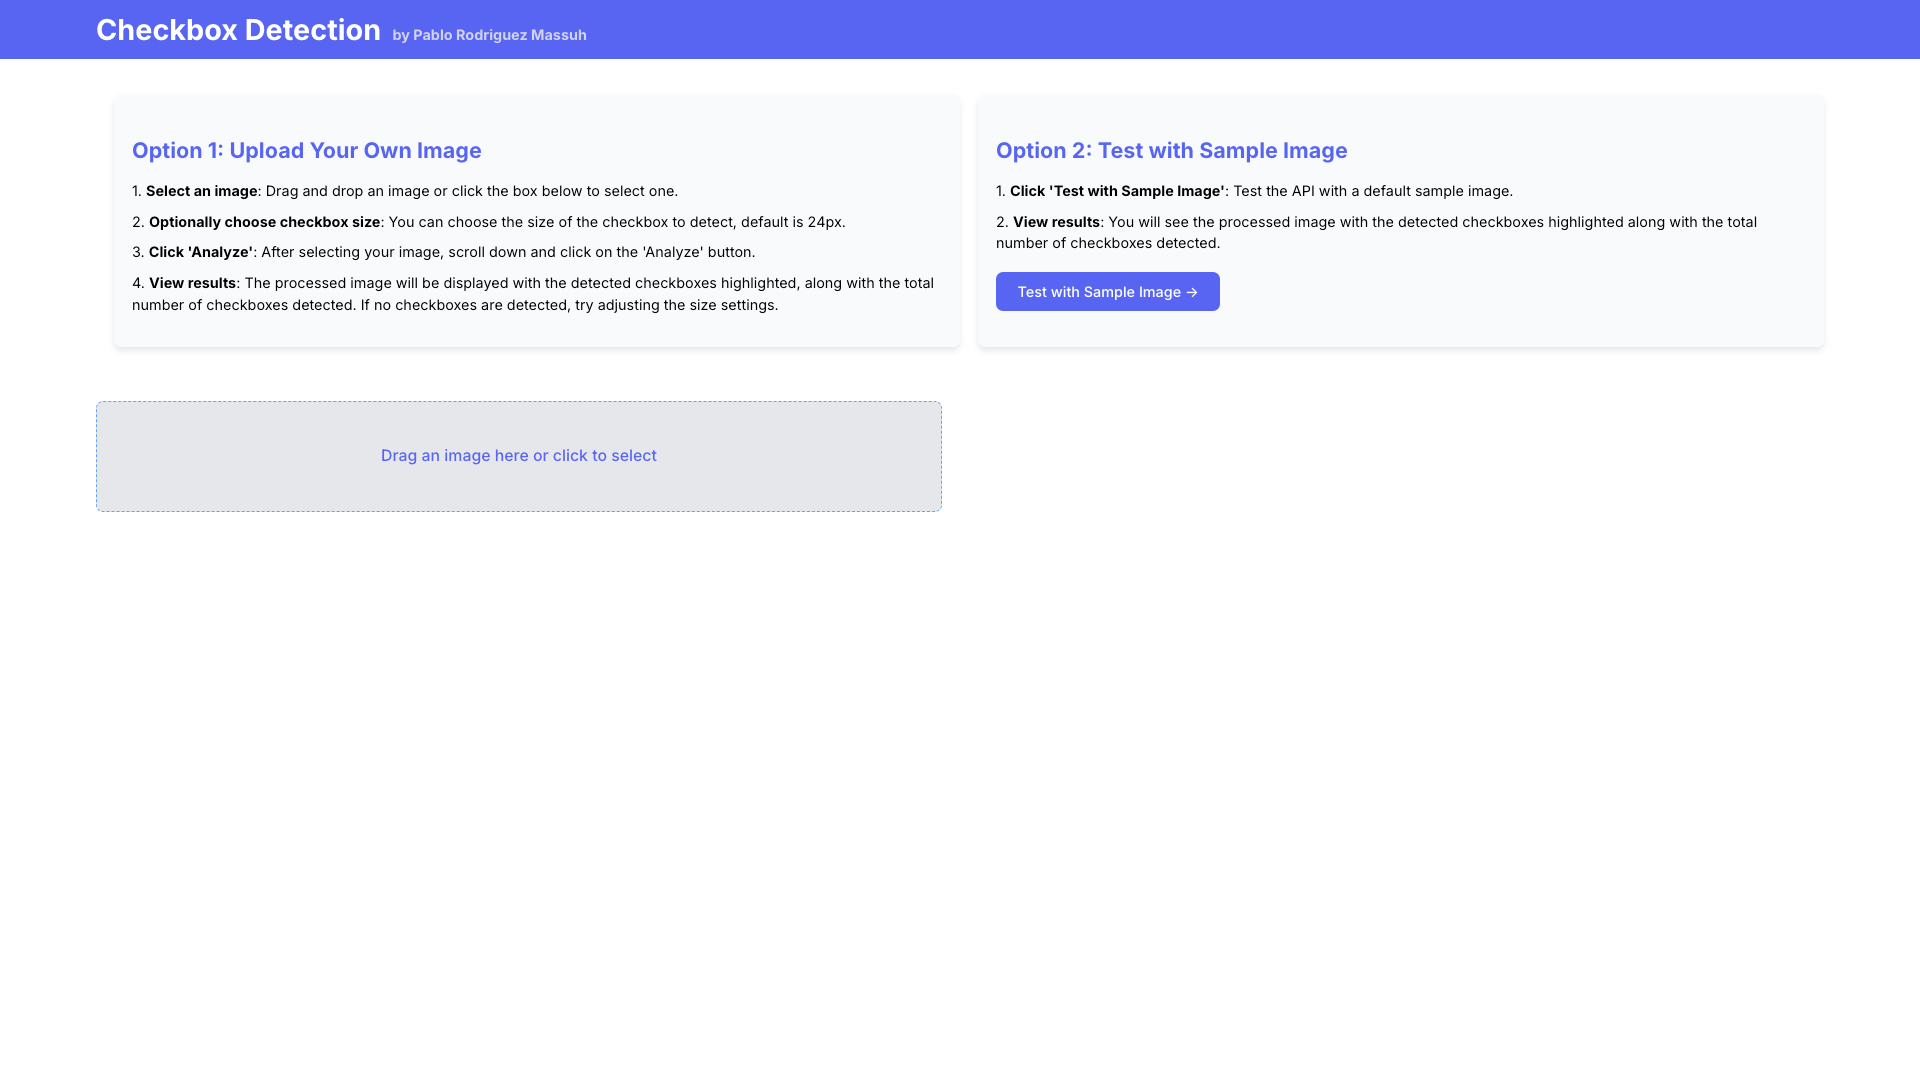 Checkbox Detection by Pablo Rodriguez Massuh
Option 1: Upload Your Own Image
1. Select an image: Drag and drop an image or click the box below to select one.
2. Optionally choose checkbox size: You can choose the size of the checkbox to detect, default is 24px.
3. Click 'Analyze': After selecting your image, scroll down and click on the 'Analyze' button.
4. View results: The processed image will be displayed with the detected checkboxes highlighted, along with the total
number of checkboxes detected. If no checkboxes are detected, try adjusting the size settings.
Option 2: Test with Sample Image
1. Click 'Test with Sample Image': Test the API with a default sample image.
2. View results: You will see the processed image with the detected checkboxes highlighted along with the total
number of checkboxes detected.
Test with Sample Image →
Drag an image here or click to select